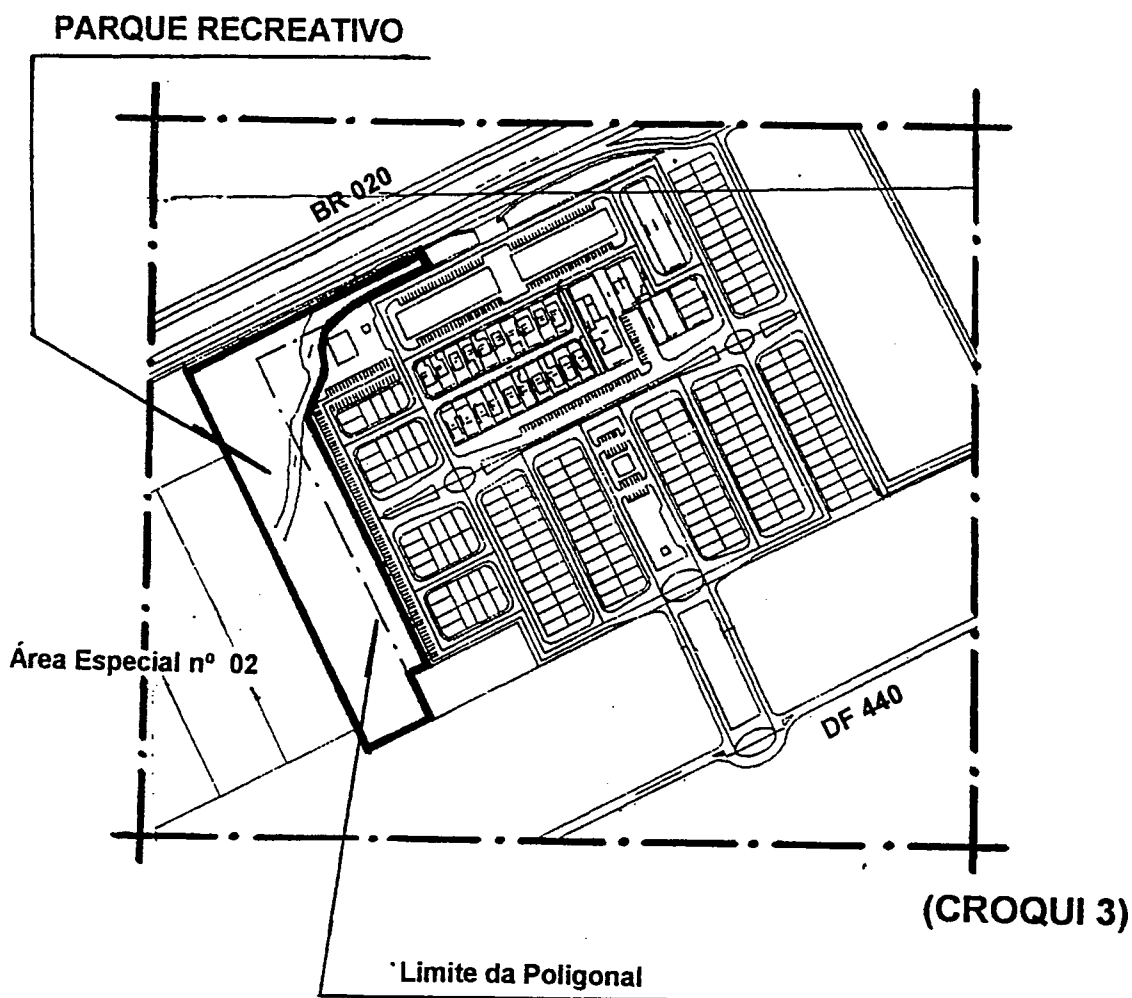 PARQUE RECREATIVO
BR 020
Área Especial nº 02
DF 440
(CROQUI 3)
Limite da Poligonal